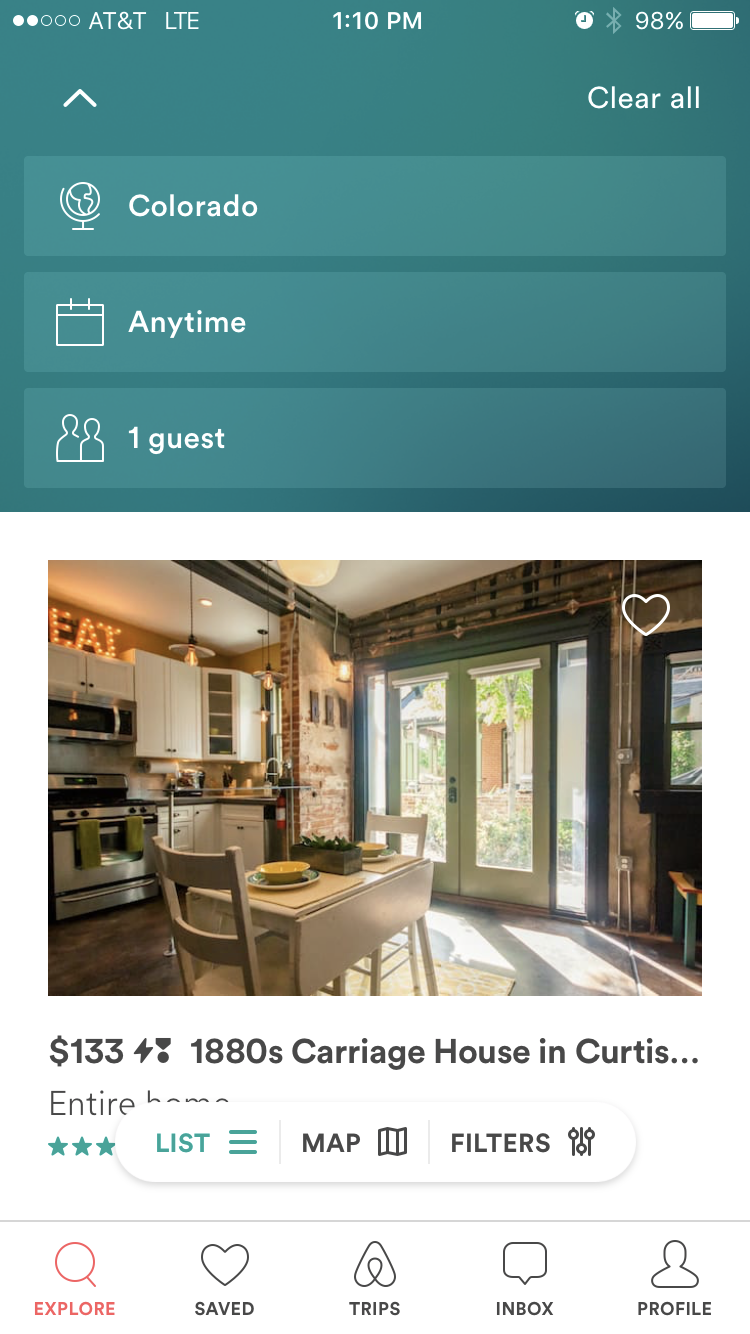 AT&T LTE 1:10 PM 98%
Clear all
Colorado
Anytime
1 guest
EAT
$133 1880s Carriage House in Curtis...
Entire home
LIST MAP FILTERS
EXPLORE SAVED TRIPS INBOX PROFILE